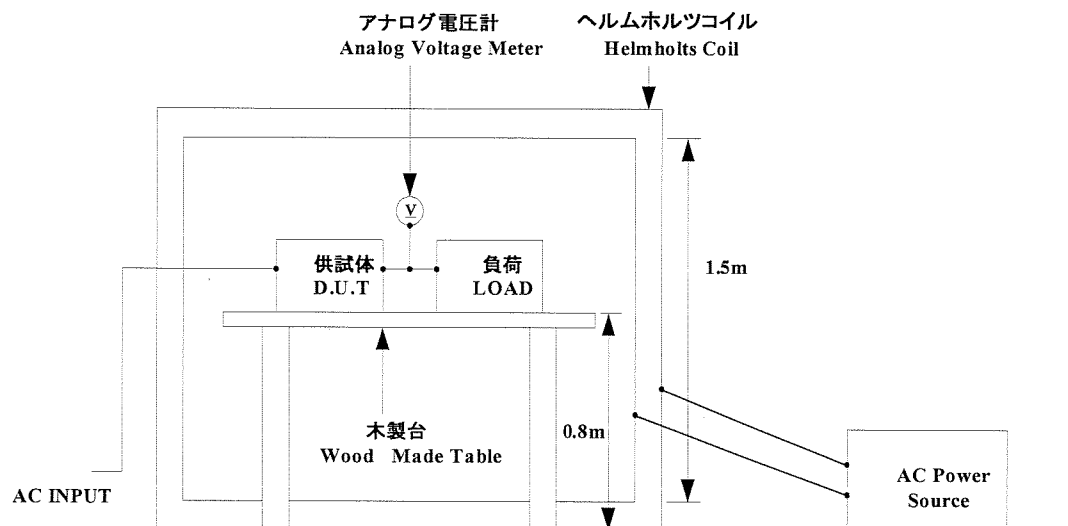 アナログ電圧計
Analog Voltage Meter
ヘルムホルツコイル
Helmholts Coil
V
供試体
D.U.T
負荷
LOAD
1.5m
木製台
Wood Made Table
0.8m
AC INPUT
AC Power
Source